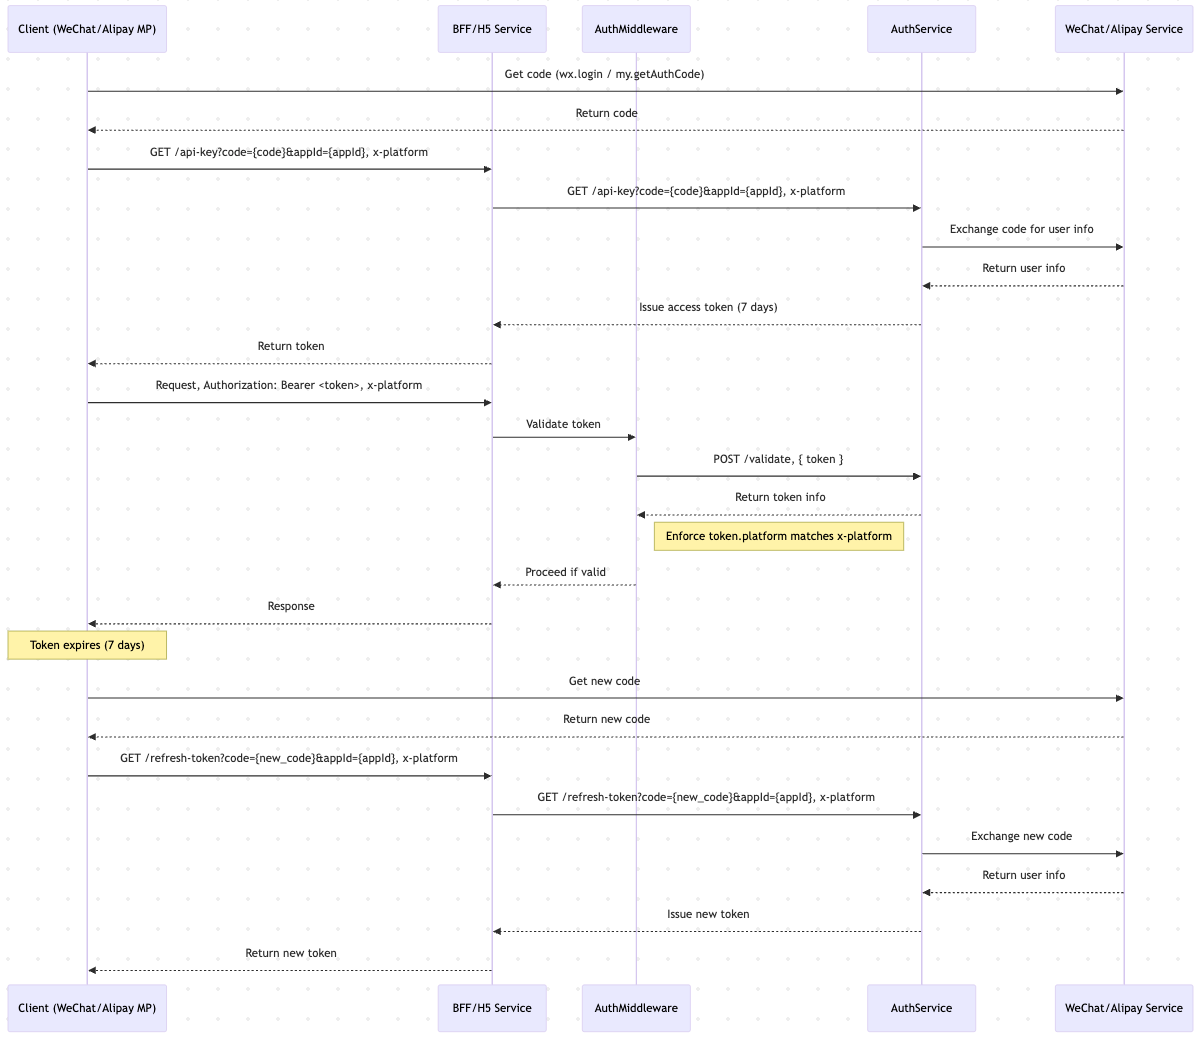 Client (WeChat/Alipay MP)
BFF/H5 Service
AuthMiddleware
AuthService
WeChat/Alipay Service
Get code (wx.login / my.getAuthCode)
Return code
GET /api-key?code={code}&appId={appId}, x-platform
GET /api-key?code={code}&appId={appId}, x-platform
Exchange code for user info
Return user info
Issue access token (7 days)
Return token
Request, Authorization: Bearer <token>, x-platform
Validate token
POST /validate, { token }
Return token info
Enforce token.platform matches x-platform
Proceed if valid
Response
Token expires (7 days)
Get new code
Return new code
GET /refresh-token?code={new_code}&appId={appId}, x-platform
GET /refresh-token?code={new_code}&appId={appId}, x-platform
Exchange new code
Return user info
Issue new token
Return new token
Client (WeChat/Alipay MP)
BFF/H5 Service
AuthMiddleware
AuthService
WeChat/Alipay Service